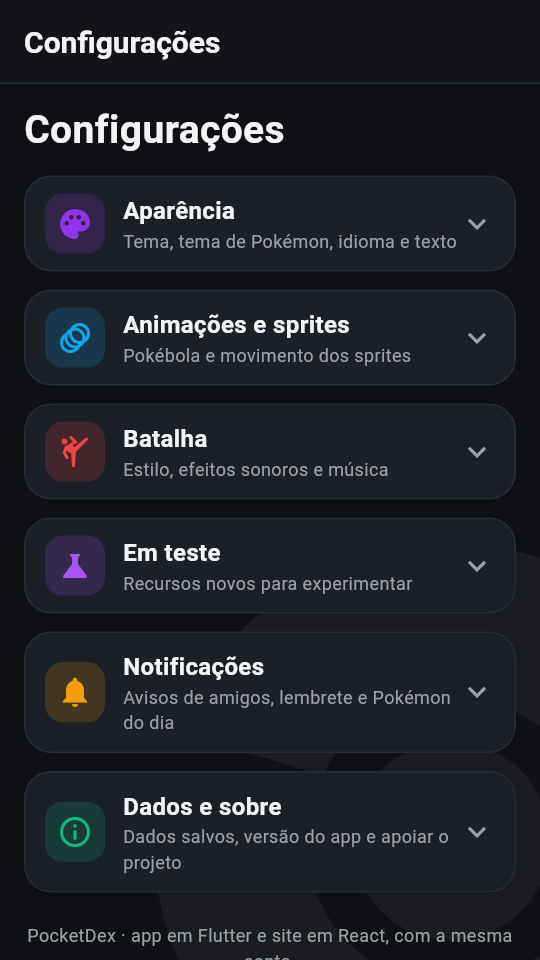 Configurações
Configurações
Aparência
Tema, tema de Pokémon, idioma e texto
Animações e sprites
Pokébola e movimento dos sprites
Batalha
Estilo, efeitos sonoros e música
Em teste
Recursos novos para experimentar
Notificações
Avisos de amigos, lembrete e Pokémon
do dia
Dados e sobre
Dados salvos, versão do app e apoiar o
projeto
PocketDex · app em Flutter e site em React, com a mesma